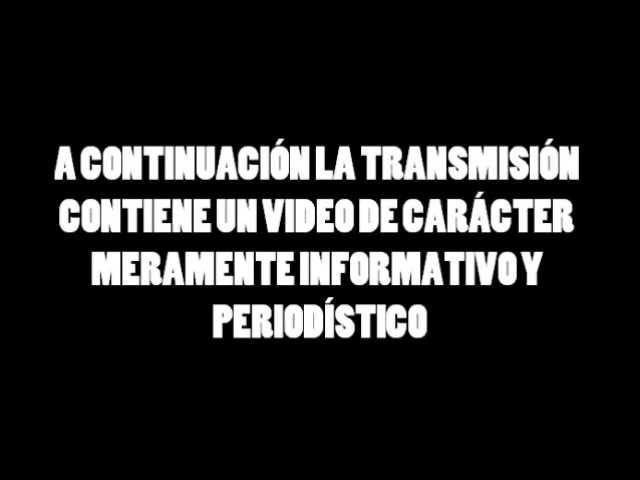 A CONTINUACIÓN LA TRANSMISIÓN
CONTIENE UN VIDEO DE CARÁCTER
MERAMENTE INFORMATIVO Y
PERIODÍSTICO